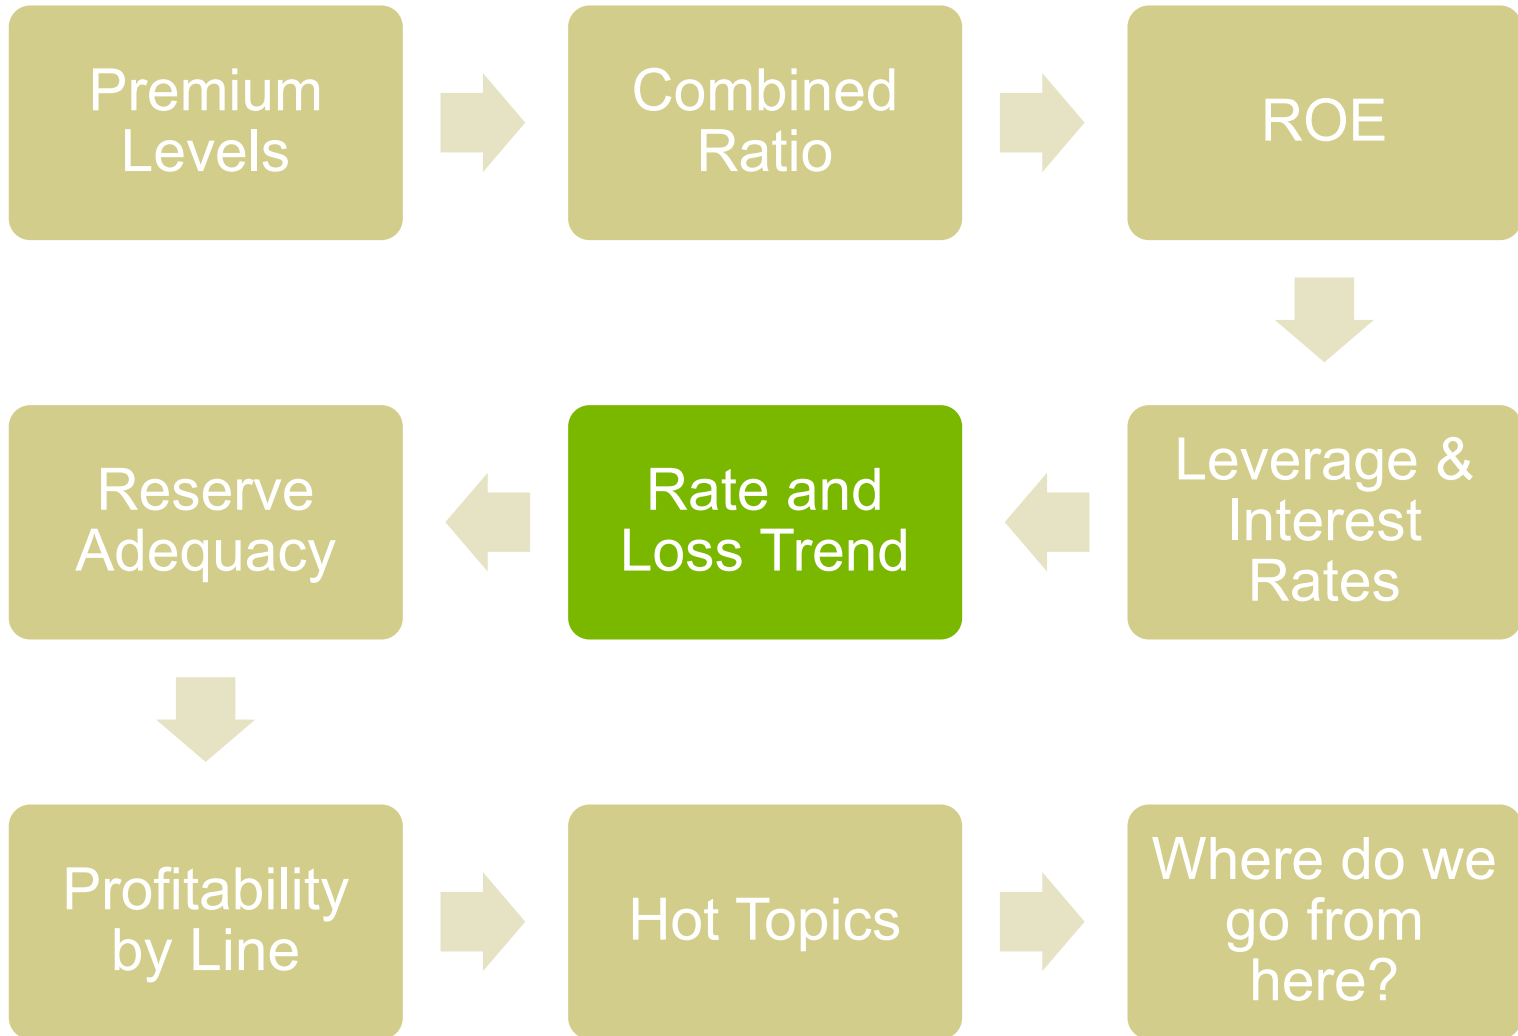 Premium
Levels
Combined
Ratio
ROE
Leverage &
Interest
Rates
Rate and
Loss Trend
Reserve
Adequacy
Profitability
by Line
Hot Topics
Where do we
go from
here?